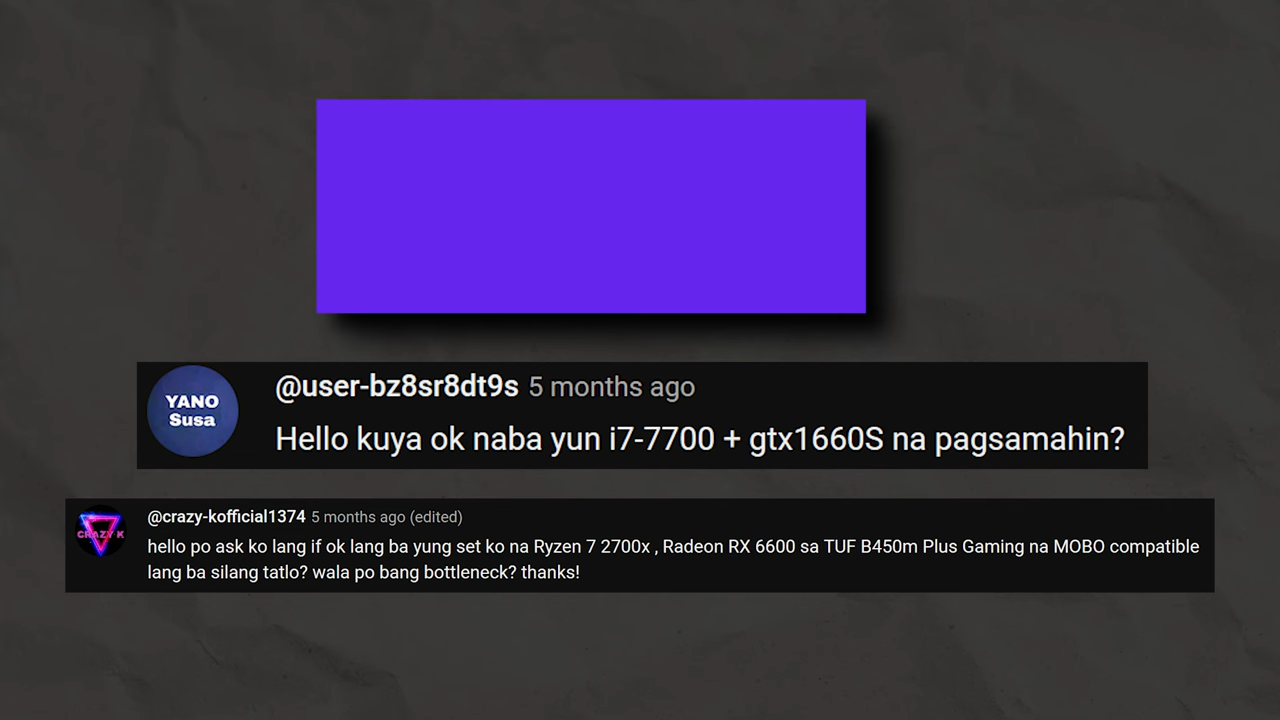 YANO
Susa
@user-bz8sr8dt9s 5 months ago
Hello kuya ok naba yun i7-7700 + gtx1660S na pagsamahin?
CRAZY K
@crazy-kofficial1374 5 months ago (edited)
hello po ask ko lang if ok lang ba yung set ko na Ryzen 7 2700x , Radeon RX 6600 sa TUF B450m Plus Gaming na MOBO compatible
lang ba silang tatlo? wala po bang bottleneck? thanks!